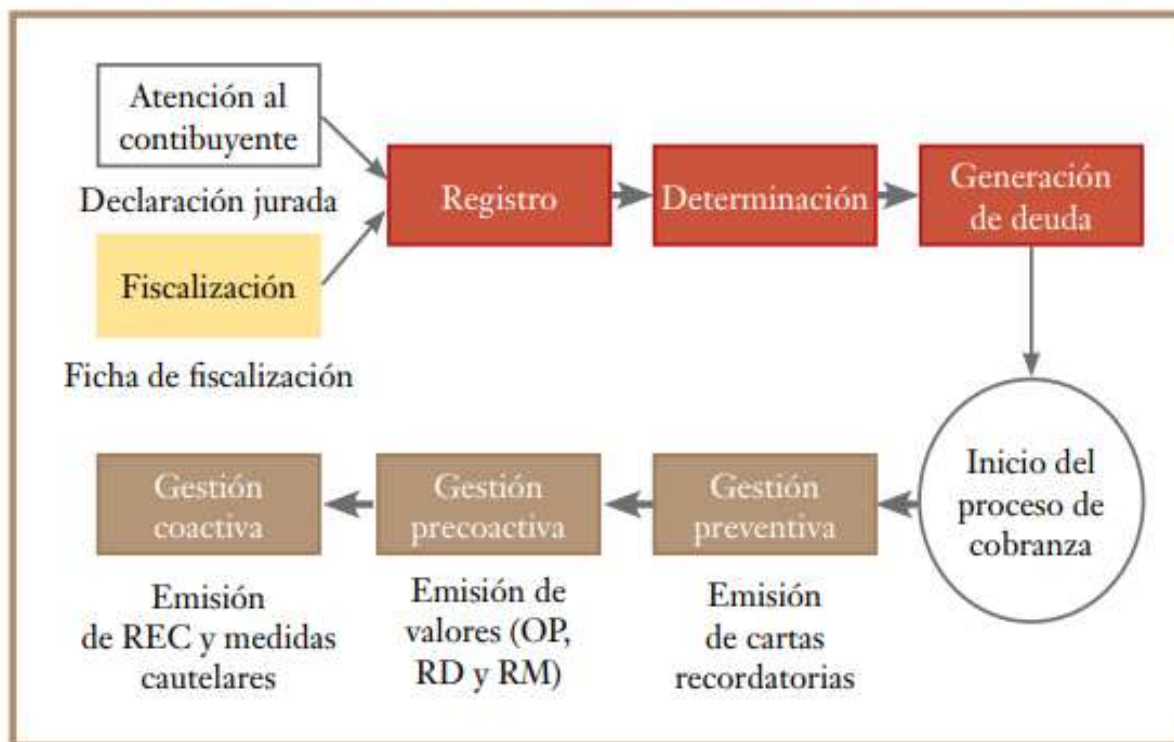 Atención al
contibuyente
Declaración jurada
Fiscalización
Ficha de fiscalización
Registro
Determinación
Generación
de deuda
Inicio del
proceso de
cobranza
Gestión
preventiva
Emisión
de cartas
recordatorias
Gestión
precoactiva
Emisión de
valores (OP,
RD y RM)
Gestión
coactiva
Emisión
de REC y medidas
cautelares